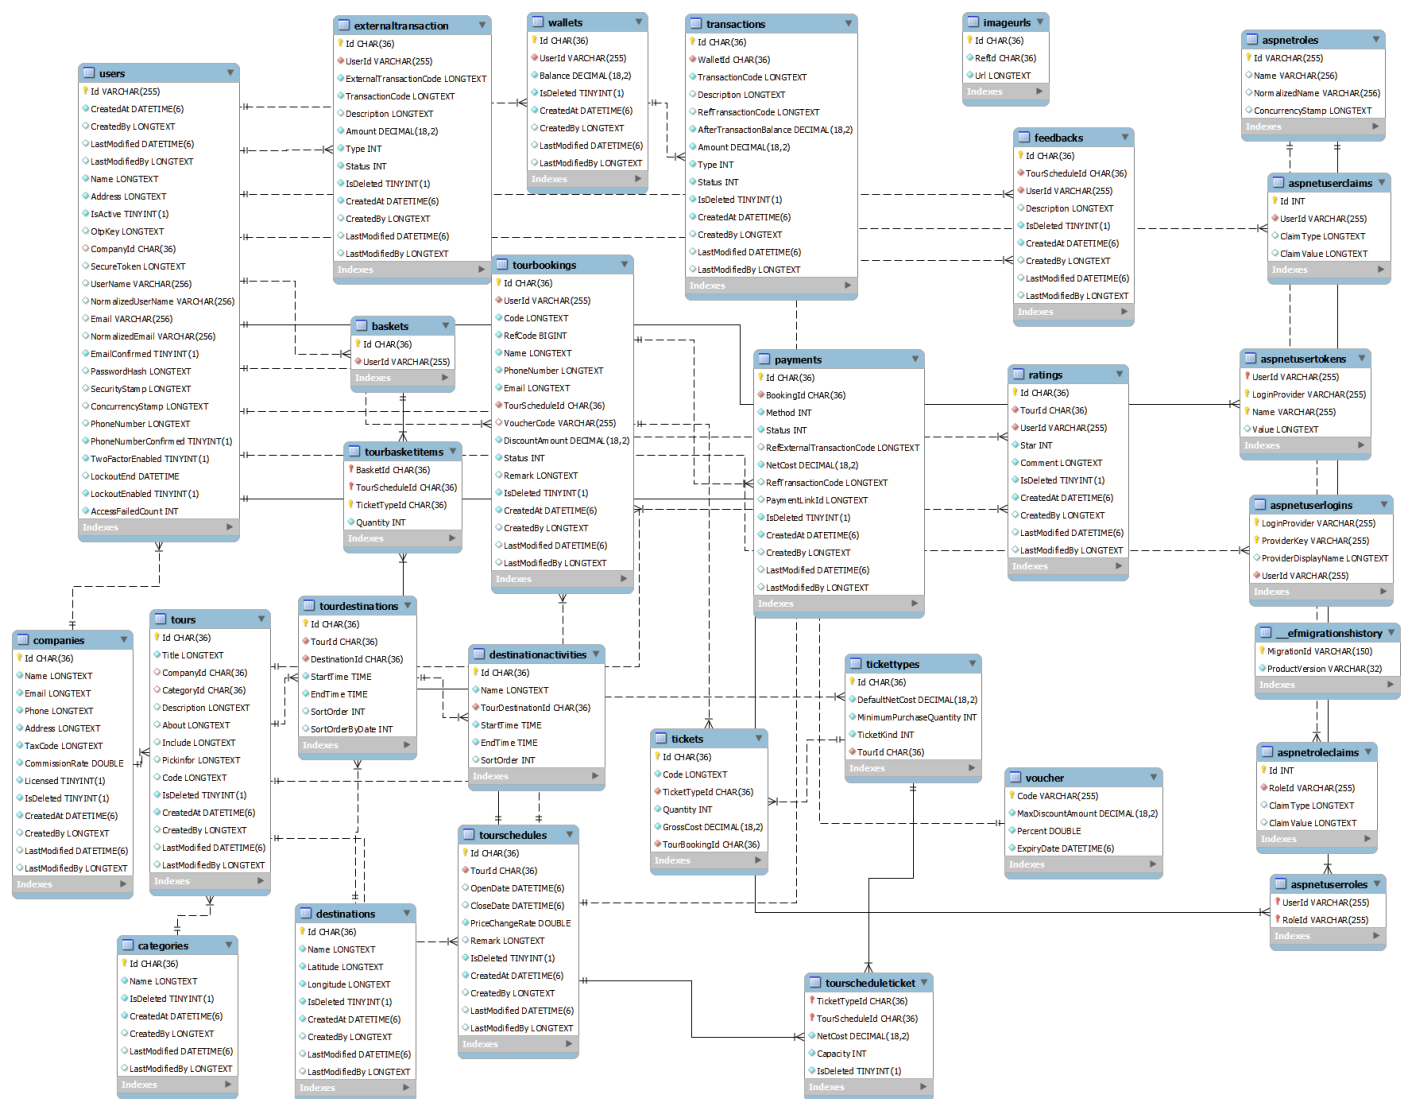 externaltransaction
Id CHAR(36)
UserId VARCHAR(255)
ExternalTransactionCode LONGTEXT
TransactionCode LONGTEXT
Description LONGTEXT
Amount DECIMAL(18,2)
Type INT
Status INT
IsDeleted TINYINT(1)
CreatedAt DATETIME(6)
CreatedBy LONGTEXT
LastModified DATETIME(6)
LastModifiedBy LONGTEXT
Indexes
wallets
Id CHAR(36)
UserId VARCHAR(255)
Balance DECIMAL(18,2)
IsDeleted TINYINT(1)
CreatedAt DATETIME(6)
CreatedBy LONGTEXT
LastModified DATETIME(6)
LastModifiedBy LONGTEXT
Indexes
transactions
Id CHAR(36)
WalletId CHAR(36)
TransactionCode LONGTEXT
Description LONGTEXT
RefTransactionCode LONGTEXT
AfterTransactionBalance DECIMAL(18,2)
Amount DECIMAL(18,2)
Type INT
Status INT
IsDeleted TINYINT(1)
CreatedAt DATETIME(6)
CreatedBy LONGTEXT
LastModified DATETIME(6)
LastModifiedBy LONGTEXT
Indexes
imageurls
Id CHAR(36)
RefId CHAR(36)
Url LONGTEXT
Indexes
aspnetroles
Id VARCHAR(255)
Name VARCHAR(256)
NormalizedName VARCHAR(256)
ConcurrencyStamp LONGTEXT
Indexes
users
Id VARCHAR(255)
CreatedAt DATETIME(6)
CreatedBy LONGTEXT
LastModified DATETIME(6)
LastModifiedBy LONGTEXT
Name LONGTEXT
Address LONGTEXT
IsActive TINYINT(1)
OtpKey LONGTEXT
CompanyId CHAR(36)
SecureToken LONGTEXT
UserName VARCHAR(256)
NormalizedUserName VARCHAR(256)
Email VARCHAR(256)
NormalizedEmail VARCHAR(256)
EmailConfirmed TINYINT(1)
PasswordHash LONGTEXT
SecurityStamp LONGTEXT
ConcurrencyStamp LONGTEXT
PhoneNumber LONGTEXT
PhoneNumberConfirmed TINYINT(1)
TwoFactorEnabled TINYINT(1)
LockoutEnd DATETIME
LockoutEnabled TINYINT(1)
AccessFailedCount INT
Indexes
feedbacks
Id CHAR(36)
TourScheduleId CHAR(36)
UserId VARCHAR(255)
Description LONGTEXT
IsDeleted TINYINT(1)
CreatedAt DATETIME(6)
CreatedBy LONGTEXT
LastModified DATETIME(6)
LastModifiedBy LONGTEXT
Indexes
aspnetuserclaims
Id INT
UserId VARCHAR(255)
ClaimType LONGTEXT
ClaimValue LONGTEXT
Indexes
tourbookings
Id CHAR(36)
UserId VARCHAR(255)
Code LONGTEXT
RefCode BIGINT
Name LONGTEXT
PhoneNumber LONGTEXT
Email LONGTEXT
TourScheduleId CHAR(36)
VoucherCode VARCHAR(255)
DiscountAmount DECIMAL(18,2)
Status INT
Remark LONGTEXT
IsDeleted TINYINT(1)
CreatedAt DATETIME(6)
CreatedBy LONGTEXT
LastModified DATETIME(6)
LastModifiedBy LONGTEXT
Indexes
baskets
Id CHAR(36)
UserId VARCHAR(255)
Indexes
payments
Id CHAR(36)
BookingId CHAR(36)
Method INT
Status INT
RefExternalTransactionCode LONGTEXT
NetCost DECIMAL(18,2)
RefTransactionCode LONGTEXT
PaymentLinkId LONGTEXT
IsDeleted TINYINT(1)
CreatedAt DATETIME(6)
CreatedBy LONGTEXT
LastModified DATETIME(6)
LastModifiedBy LONGTEXT
Indexes
ratings
Id CHAR(36)
TourId CHAR(36)
UserId VARCHAR(255)
Star INT
Comment LONGTEXT
IsDeleted TINYINT(1)
CreatedAt DATETIME(6)
CreatedBy LONGTEXT
LastModified DATETIME(6)
LastModifiedBy LONGTEXT
Indexes
aspnetusertokens
UserId VARCHAR(255)
LoginProvider VARCHAR(255)
Name VARCHAR(255)
Value LONGTEXT
Indexes
tourbasketitems
BasketId CHAR(36)
TourScheduleId CHAR(36)
TicketTypeId CHAR(36)
Quantity INT
Indexes
aspnetuserlogins
LoginProvider VARCHAR(255)
ProviderKey VARCHAR(255)
ProviderDisplayName LONGTEXT
UserId VARCHAR(255)
Indexes
companies
Id CHAR(36)
Name LONGTEXT
Email LONGTEXT
Phone LONGTEXT
Address LONGTEXT
TaxCode LONGTEXT
CommissionRate DOUBLE
Licensed TINYINT(1)
IsDeleted TINYINT(1)
CreatedAt DATETIME(6)
CreatedBy LONGTEXT
LastModified DATETIME(6)
LastModifiedBy LONGTEXT
Indexes
tours
Id CHAR(36)
Title LONGTEXT
CompanyId CHAR(36)
CategoryId CHAR(36)
Description LONGTEXT
About LONGTEXT
Include LONGTEXT
Pickinfor LONGTEXT
Code LONGTEXT
IsDeleted TINYINT(1)
CreatedAt DATETIME(6)
CreatedBy LONGTEXT
LastModified DATETIME(6)
LastModifiedBy LONGTEXT
Indexes
tourdestinations
Id CHAR(36)
TourId CHAR(36)
DestinationId CHAR(36)
StartTime TIME
EndTime TIME
SortOrder INT
SortOrderByDate INT
Indexes
destinationactivities
Id CHAR(36)
Name LONGTEXT
TourDestinationId CHAR(36)
StartTime TIME
EndTime TIME
SortOrder INT
Indexes
tickettypes
Id CHAR(36)
DefaultNetCost DECIMAL(18,2)
MinimumPurchaseQuantity INT
TicketKind INT
TourId CHAR(36)
Indexes
__efmigrationshistory
MigrationId VARCHAR(150)
ProductVersion VARCHAR(32)
Indexes
tickets
Id CHAR(36)
Code LONGTEXT
TicketTypeId CHAR(36)
Quantity INT
GrossCost DECIMAL(18,2)
TourBookingId CHAR(36)
Indexes
voucher
Code VARCHAR(255)
MaxDiscountAmount DECIMAL(18,2)
Percent DOUBLE
ExpiryDate DATETIME(6)
Indexes
aspnetroleclaims
Id INT
RoleId VARCHAR(255)
ClaimType LONGTEXT
ClaimValue LONGTEXT
Indexes
tourschedules
Id CHAR(36)
TourId CHAR(36)
OpenDate DATETIME(6)
CloseDate DATETIME(6)
PriceChangeRate DOUBLE
Remark LONGTEXT
IsDeleted TINYINT(1)
CreatedAt DATETIME(6)
CreatedBy LONGTEXT
LastModified DATETIME(6)
LastModifiedBy LONGTEXT
Indexes
aspnetuserroles
UserId VARCHAR(255)
RoleId VARCHAR(255)
Indexes
categories
Id CHAR(36)
Name LONGTEXT
IsDeleted TINYINT(1)
CreatedAt DATETIME(6)
CreatedBy LONGTEXT
LastModified DATETIME(6)
LastModifiedBy LONGTEXT
Indexes
destinations
Id CHAR(36)
Name LONGTEXT
Latitude LONGTEXT
Longitude LONGTEXT
IsDeleted TINYINT(1)
CreatedAt DATETIME(6)
CreatedBy LONGTEXT
LastModified DATETIME(6)
LastModifiedBy LONGTEXT
Indexes
tourscheduleticket
TicketTypeId CHAR(36)
TourScheduleId CHAR(36)
NetCost DECIMAL(18,2)
Capacity INT
IsDeleted TINYINT(1)
Indexes